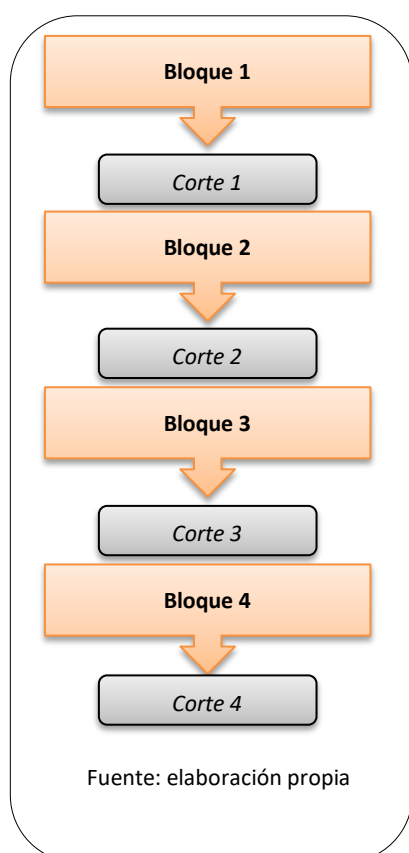 Bloque 1
Corte 1
Bloque 2
Corte 2
Bloque 3
Corte 3
Bloque 4
Corte 4
Fuente: elaboración propia